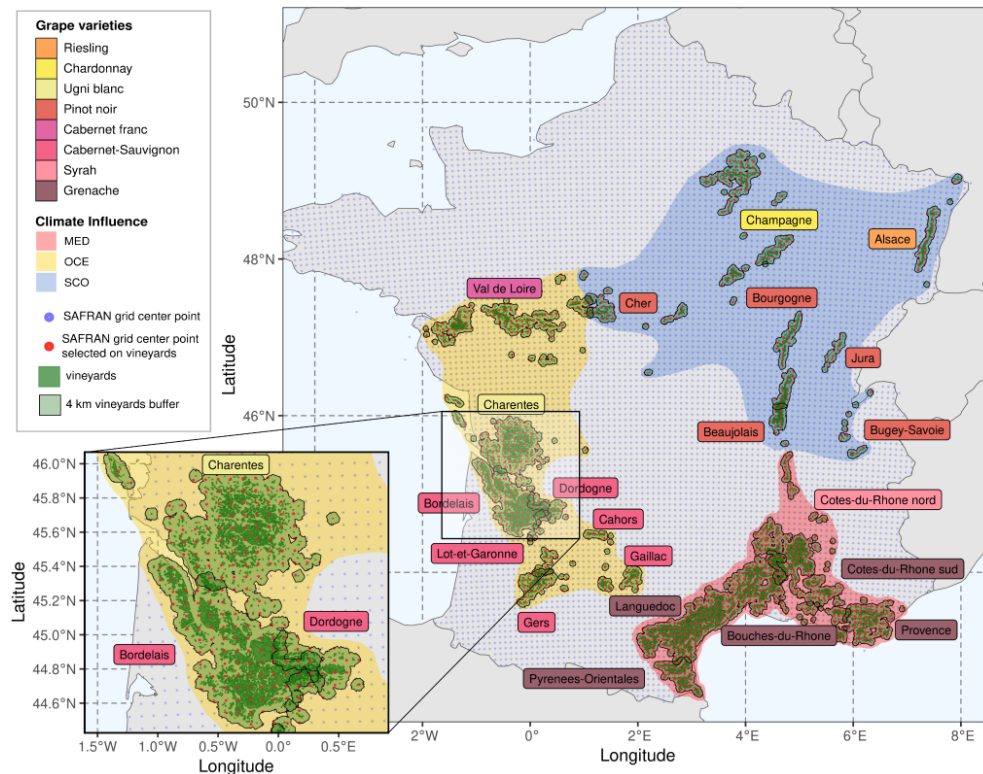 Grape varieties
Riesling
Chardonnay
Ugni blanc
Pinot noir
Cabernet franc
Cabernet-Sauvignon
Syrah
Grenache
Climate Influence
MED
OCE
SCO
SAFRAN grid center point
SAFRAN grid center point
selected on vineyards
vineyards
4 km vineyards buffer
50°N
48°N
46°N
Latitude
Champagne
Alsace
Val de Loire
Cher
Bourgogne
Jura
Charentes
Beaujolais
Bugey-Savoie
Bordelais
Dordogne
Cotes-du-Rhone nord
Cahors
Lot-et-Garonne
Gaillac
Cotes-du-Rhone sud
Languedoc
Gers
Bouches-du-Rhone
Provence
Pyrenees-Orientales
2°W
0°
2°E
4°E
6°E
8°E
Longitude
46.0°N
45.8°N
45.6°N
45.4°N
45.2°N
45.0°N
44.8°N
44.6°N
Latitude
Charentes
Dordogne
Bordelais
1.5°W
1.0°W
0.5°W
0.0°
0.5°E
Longitude